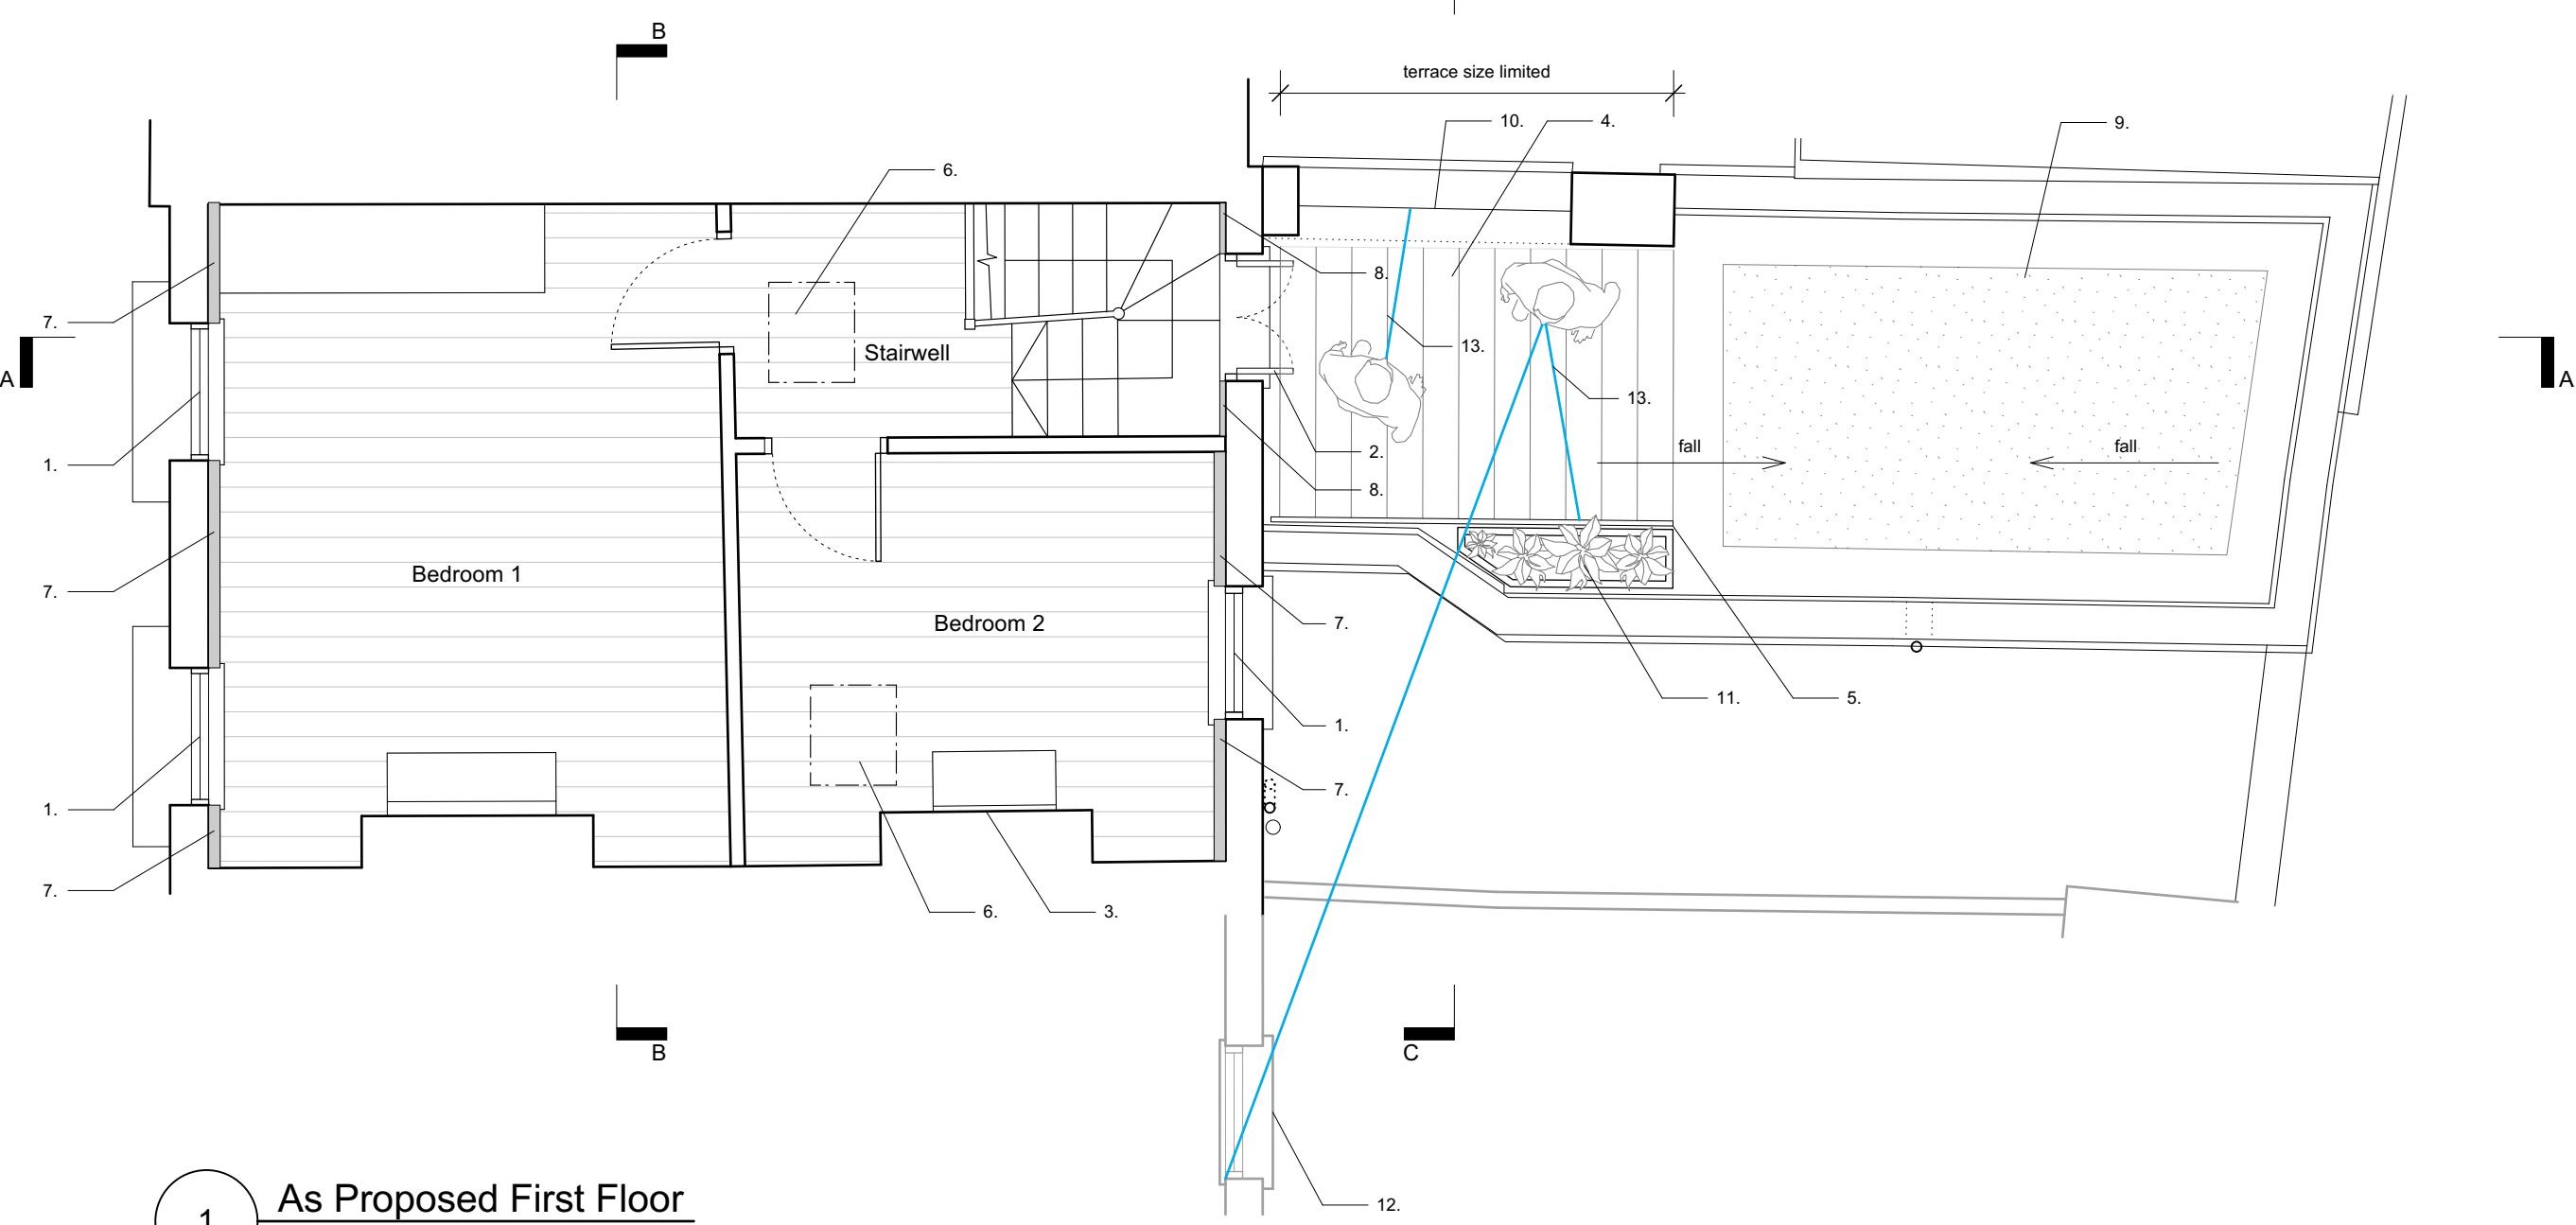 B
terrace size limited
10.
4.
9.
6.
7.
8.
Stairwell
13.
A
A
13.
fall
fall
1.
2.
8.
Bedroom 1
7.
Bedroom 2
7.
11.
5.
1.
7.
1.
7.
6.
3.
B
C
12.
As Proposed First Floor
1